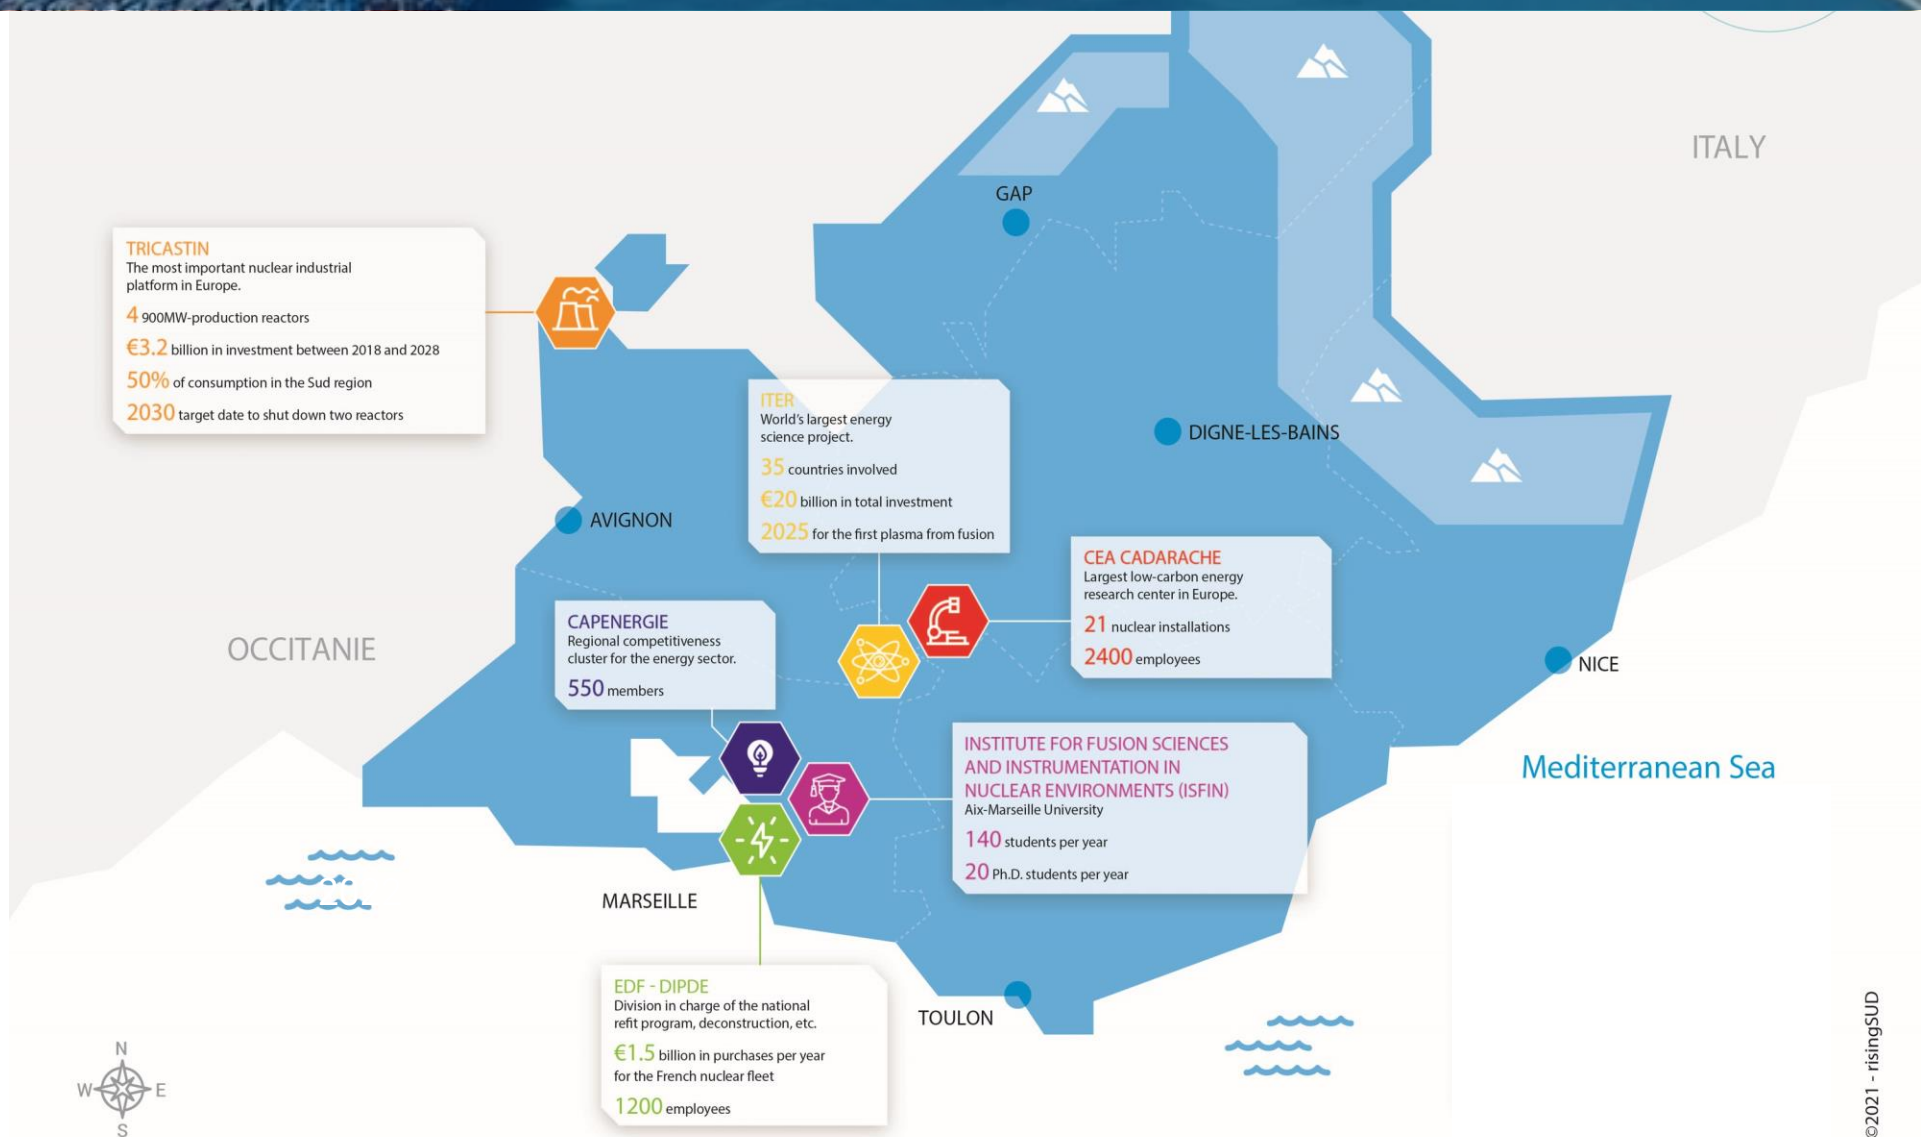 ITALY
GAP
TRICASTIN
The most important nuclear industrial
platform in Europe.
4 900MW-production reactors
€3.2 billion in investment between 2018 and 2028
50% of consumption in the Sud region
2030 target date to shut down two reactors
ITER
World's largest energy
science project.
35 countries involved
€20 billion in total investment
2025 for the first plasma from fusion
DIGNE-LES-BAINS
AVIGNON
CEA CADARACHE
Largest low-carbon energy
research center in Europe.
21 nuclear installations
2400 employees
OCCITANIE
CAPENERGIE
Regional competitiveness
cluster for the energy sector.
550 members
NICE
INSTITUTE FOR FUSION SCIENCES
AND INSTRUMENTATION IN
NUCLEAR ENVIRONMENTS (ISFIN)
Aix-Marseille University
140 students per year
20 Ph.D. students per year
Mediterranean Sea
MARSEILLE
EDF - DIPDE
Division in charge of the national
refit program, deconstruction, etc.
€1.5 billion in purchases per year
for the French nuclear fleet
1200 employees
TOULON
N
W E
S
©2021 - risingSUD